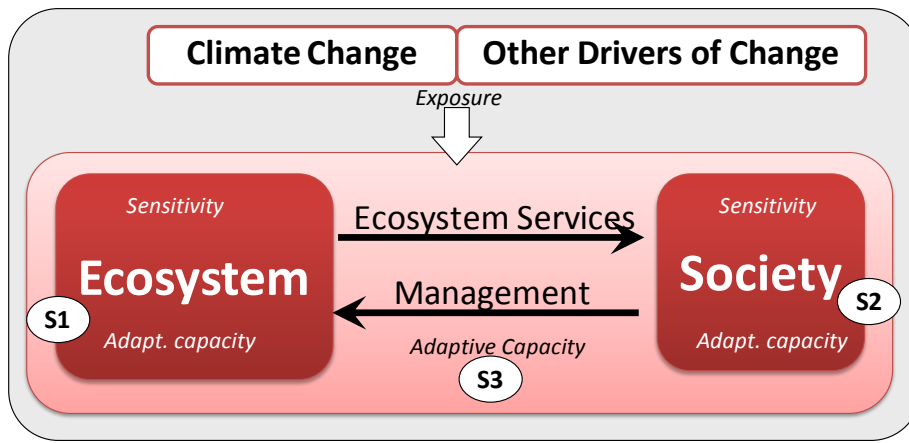 Climate Change
Other Drivers of Change
Exposure
Sensitivity
Ecosystem
S1
Adapt. capacity
Ecosystem Services
Management
Adaptive Capacity
S3
Sensitivity
Society
S2
Adapt. capacity